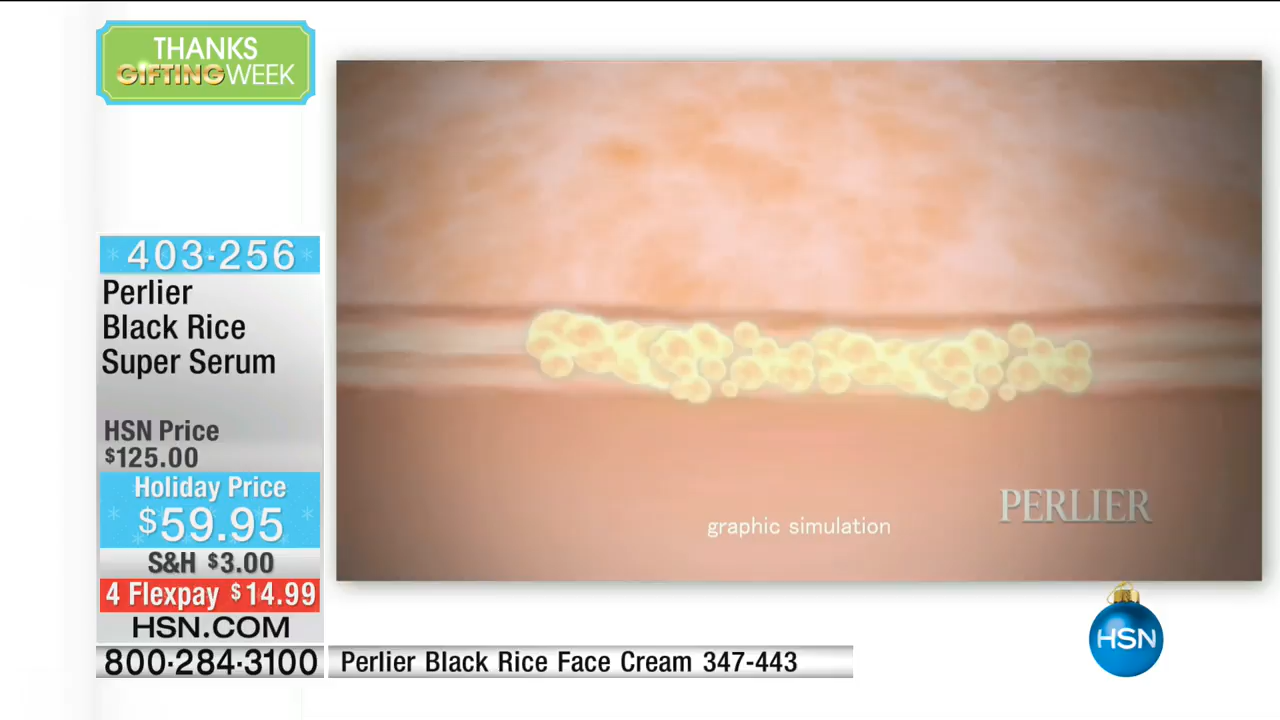 THANKS
GIFTING WEEK
403·256
Perlier
Black Rice
Super Serum
HSN Price
$125.00
Holiday Price
$59.95
S&H $3.00
4 Flexpay $14.99
HSN.COM
800·284·3100
PERLIER
graphic simulation
HSN
Perlier Black Rice Face Cream 347-443